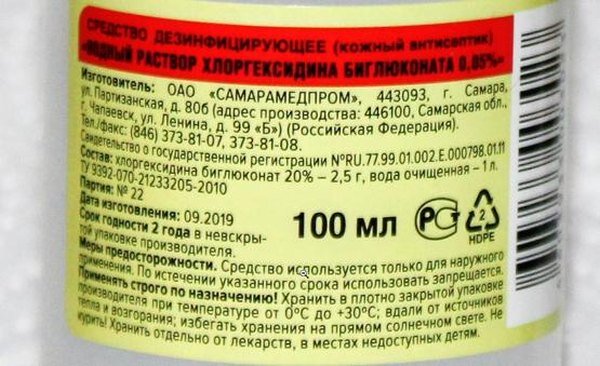 СРЕДСТВО ДЕЗИНФИЦИРУЮЩЕЕ (кожный антисептик)
«ВОДНЫЙ РАСТВОР ХЛОРГЕКСИДИНА БИГЛЮКОНАТА 0,05%»
Изготовитель: ОАО «САМАРАМЕДПРОМ», 443093, г. Самара,
ул. Партизанская, д. 80б (адрес производства: 446100, Самарская обл.,
г. Чапаевск, ул. Ленина, д. 99 «Б») (Российская Федерация).
Тел./факс: (846) 373-81-07, 373-81-08.
Свидетельство о государственной регистрации №RU.77.99.01.002.Е.000798.01.11
Состав: хлоргексидина биглюконат 20% – 2,5 г, вода очищенная – 1 л.
ТУ 9392-070-21233205-2010
Партия: № 22
Дата изготовления: 09.2019
Срок годности 2 года в невскры-
той упаковке производителя.
100 мл
РСТ
2
HDPE
Меры предосторожности. Средство используется только для наружного
применения. По истечении указанного срока использовать запрещается.
Применять строго по назначению! Хранить в плотно закрытой упаковке
производителя при температуре от 0°С до +30°С; вдали от источников
тепла и возгорания; избегать хранения на прямом солнечном свете. Не
курить! Хранить отдельно от лекарств, в местах недоступных детям.